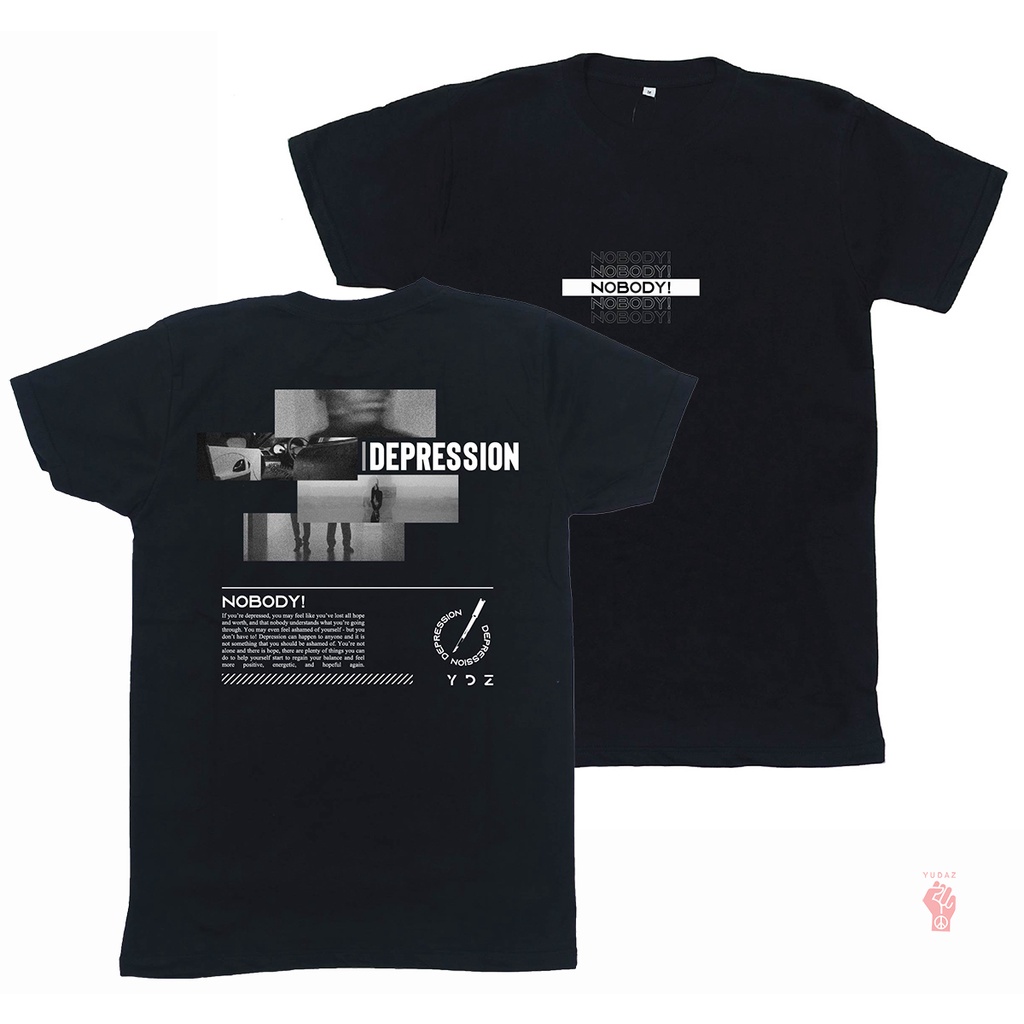 NOBODY!
NOBODY!
NOBODY!
NOBODY!
NOBODY!
DEPRESSION
NOBODY!
If you're depressed, you may feel like you've lost all hope
and worth, and that nobody understands what you're going
through. You may even feel ashamed of yourself - but you
don't have to! Depression can happen to anyone and it is
not something that you should be ashamed of. You're not
alone and there is hope, there are plenty of things you can
do to help yourself start to regain your balance and feel
more positive, energetic, and hopeful again.
DEPRESSION DEPRESSION DEPRESSION
YDZ
YUDAZ